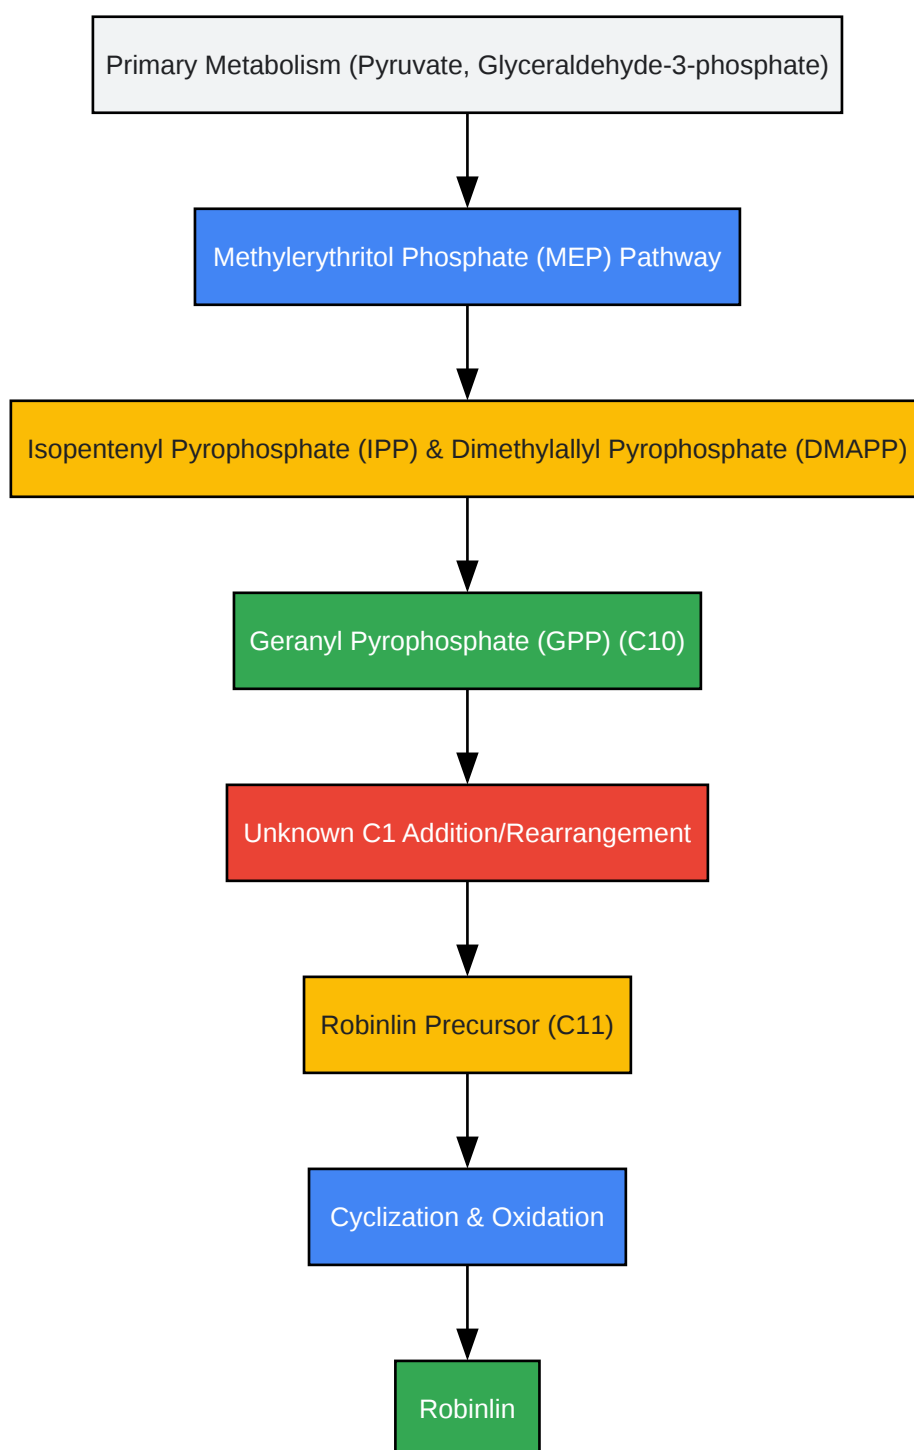 Primary Metabolism (Pyruvate, Glyceraldehyde-3-phosphate)
Methylerythritol Phosphate (MEP) Pathway
Isopentenyl Pyrophosphate (IPP) & Dimethylallyl Pyrophosphate (DMAPP)
Geranyl Pyrophosphate (GPP) (C10)
Unknown C1 Addition/Rearrangement
Robinlin Precursor (C11)
Cyclization & Oxidation
Robinlin